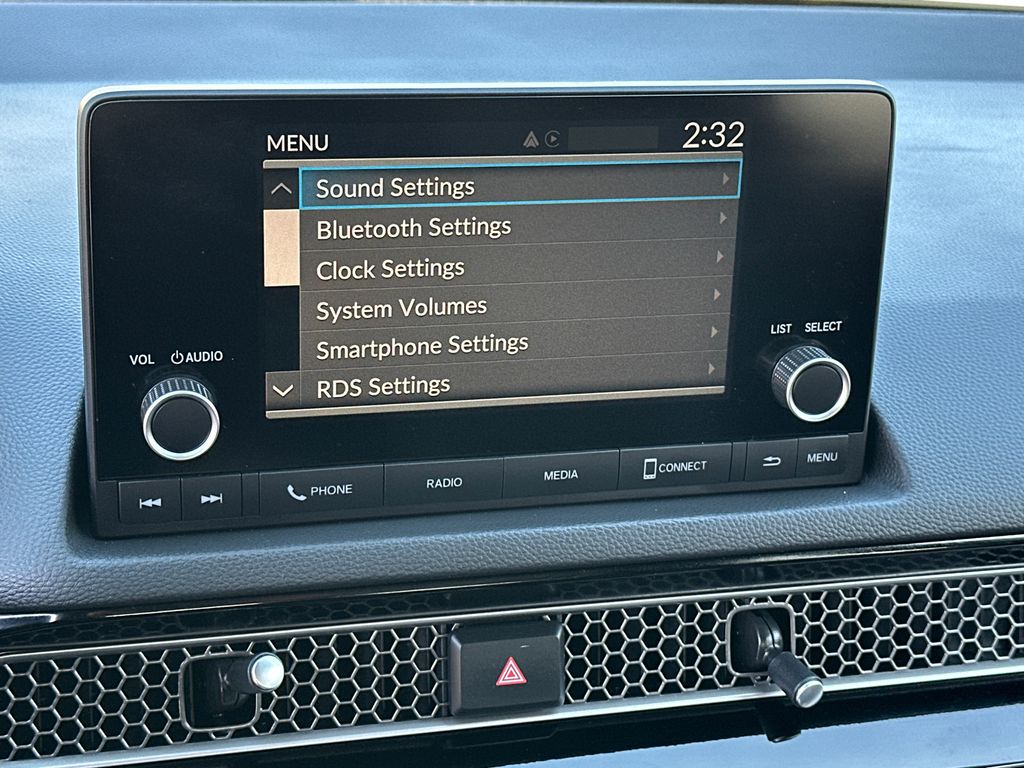 MENU 2:32
Sound Settings
Bluetooth Settings
Clock Settings
System Volumes
Smartphone Settings
RDS Settings
VOL AUDIO
LIST SELECT
PHONE RADIO MEDIA CONNECT MENU